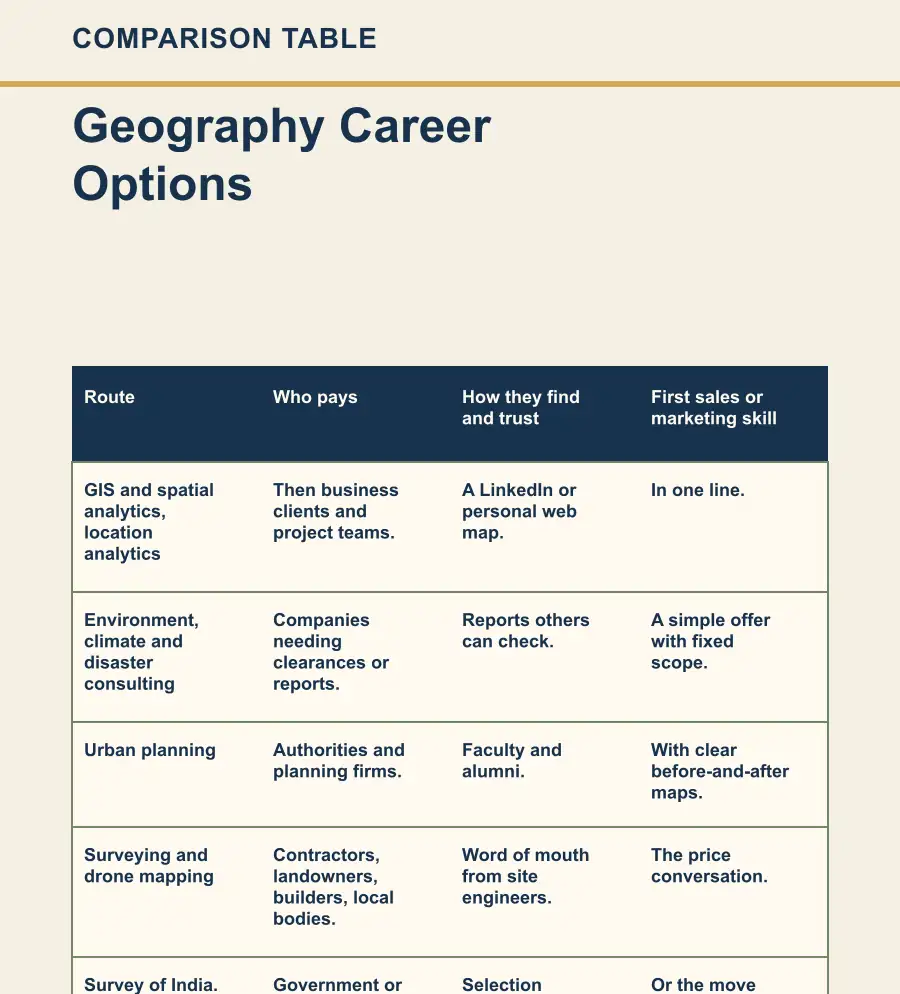 COMPARISON TABLE
Geography Career
Options
Route
Who pays
How they find
and trust
First sales or
marketing skill
GIS and spatial
analytics,
location
analytics
Then business
clients and
project teams.
A LinkedIn or
personal web
map.
In one line.
Environment,
climate and
disaster
consulting
Companies
needing
clearances or
reports.
Reports others
can check.
A simple offer
with fixed
scope.
Urban planning
Authorities and
planning firms.
Faculty and
alumni.
With clear
before-and-after
maps.
Surveying and
drone mapping
Contractors,
landowners,
builders, local
bodies.
Word of mouth
from site
engineers.
The price
conversation.
Survey of India.
Government or
Selection
Or the move